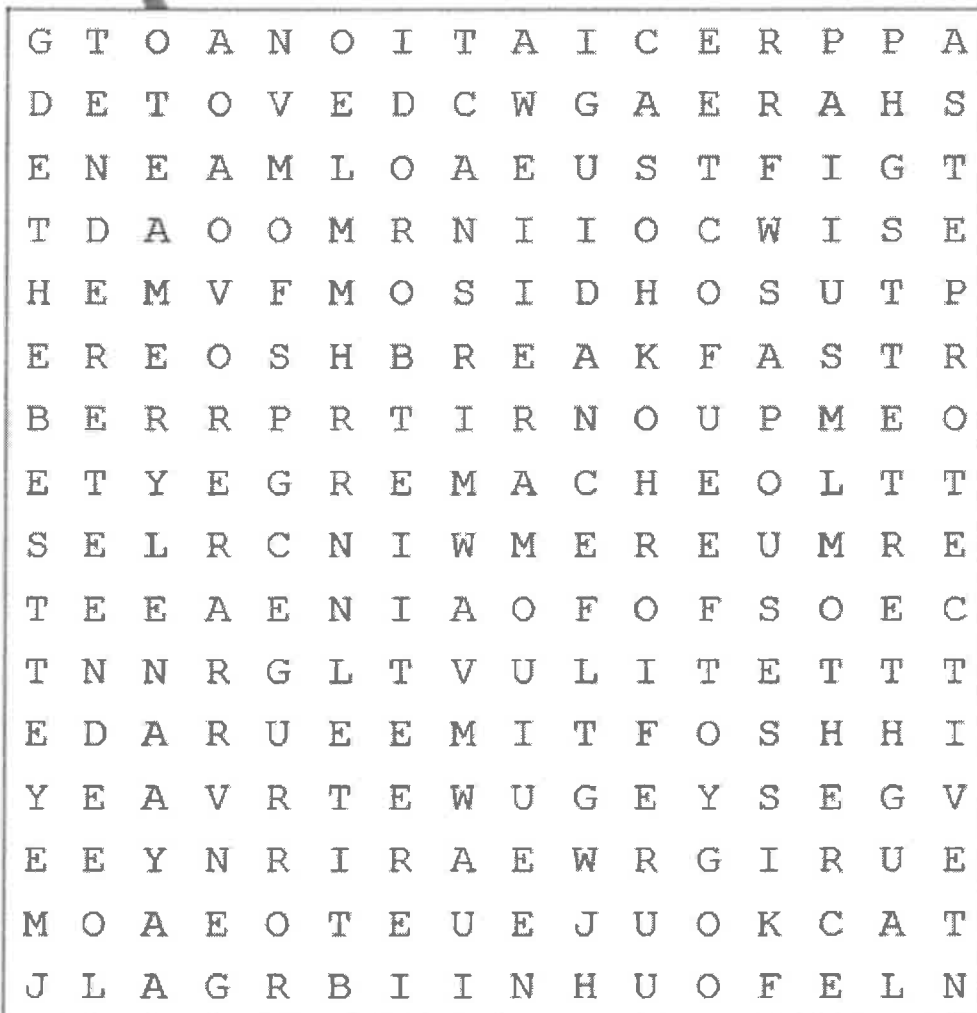 G T O A N O I T A I C E R P P A
D E T O V E D C W G A E R A H S
E N E A M L O A E U S T F I G T
T D A O O M R N I I O C W I S E
H E M V F M O S I D H O S U T P
E R E O S H B R E A K F A S T R
B E R R P R T I R N O U P M E O
E T Y E G R E M A C H E O L T T
S E L R C N I W M E R E U M R E
T E E A E N I A O F O F S O E C
T N N R G L T V U L I T E T T T
E D A R U E E M I T F O S H H I
Y E A V R T E W U G E Y S E G V
E E Y N R I R A E W R G I R U E
M O A E O T E U E J U O K C A T
J L A G R B I I N H U O F E L N